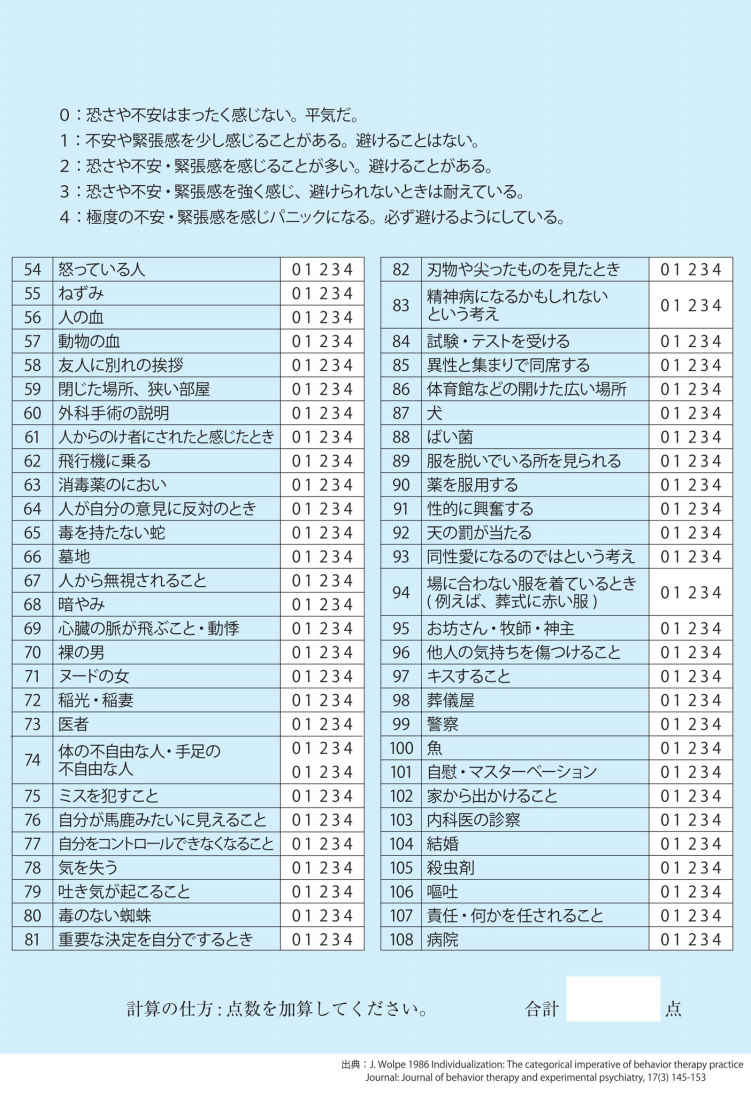 0：恐さや不安はまったく感じない。平気だ。
1：不安や緊張感を少し感じることがある。避けることはない。
2：恐さや不安・緊張感を感じることが多い。避けることがある。
3：恐さや不安・緊張感を強く感じ、避けられないときは耐えている。
4：極度の不安・緊張感を感じパニックになる。必ず避けるようにしている。
54 怒っている人 0 1 2 3 4
55 ねずみ 0 1 2 3 4
56 人の血 0 1 2 3 4
57 動物の血 0 1 2 3 4
58 友人に別れの挨拶 0 1 2 3 4
59 閉じた場所、狭い部屋 0 1 2 3 4
60 外科手術の説明 0 1 2 3 4
61 人からのけ者にされたと感じたとき 0 1 2 3 4
62 飛行機に乗る 0 1 2 3 4
63 消毒薬のにおい 0 1 2 3 4
64 人が自分の意見に反対のとき 0 1 2 3 4
65 毒を持たない蛇 0 1 2 3 4
66 墓地 0 1 2 3 4
67 人から無視されること 0 1 2 3 4
68 暗やみ 0 1 2 3 4
69 心臓の脈が飛ぶこと・動悸 0 1 2 3 4
70 裸の男 0 1 2 3 4
71 ヌードの女 0 1 2 3 4
72 稲光・稲妻 0 1 2 3 4
73 医者 0 1 2 3 4
74 体の不自由な人・手足の 0 1 2 3 4
不自由な人 0 1 2 3 4
75 ミスを犯すこと 0 1 2 3 4
76 自分が馬鹿みたいに見えること 0 1 2 3 4
77 自分をコントロールできなくなること 0 1 2 3 4
78 気を失う 0 1 2 3 4
79 吐き気が起こること 0 1 2 3 4
80 毒のない蜘蛛 0 1 2 3 4
81 重要な決定を自分でするとき 0 1 2 3 4
82 刃物や尖ったものを見たとき 0 1 2 3 4
83 精神病になるかもしれない 0 1 2 3 4
という考え
84 試験・テストを受ける 0 1 2 3 4
85 異性と集まりで同席する 0 1 2 3 4
86 体育館などの開けた広い場所 0 1 2 3 4
87 犬 0 1 2 3 4
88 ばい菌 0 1 2 3 4
89 服を脱いでいる所を見られる 0 1 2 3 4
90 薬を服用する 0 1 2 3 4
91 性的に興奮する 0 1 2 3 4
92 天の罰が当たる 0 1 2 3 4
93 同性愛になるのではという考え 0 1 2 3 4
94 場に合わない服を着ているとき 0 1 2 3 4
(例えば、葬式に赤い服)
95 お坊さん・牧師・神主 0 1 2 3 4
96 他人の気持ちを傷つけること 0 1 2 3 4
97 キスすること 0 1 2 3 4
98 葬儀屋 0 1 2 3 4
99 警察 0 1 2 3 4
100 魚 0 1 2 3 4
101 自慰・マスターベーション 0 1 2 3 4
102 家から出かけること 0 1 2 3 4
103 内科医の診察 0 1 2 3 4
104 結婚 0 1 2 3 4
105 殺虫剤 0 1 2 3 4
106 嘔吐 0 1 2 3 4
107 責任・何かを任されること 0 1 2 3 4
108 病院 0 1 2 3 4
計算の仕方：点数を加算してください。 合計 点
出典：J. Wolpe 1986 Individualization: The categorical imperative of behavior therapy practice
Journal: Journal of behavior therapy and experimental psychiatry, 17(3) 145-153